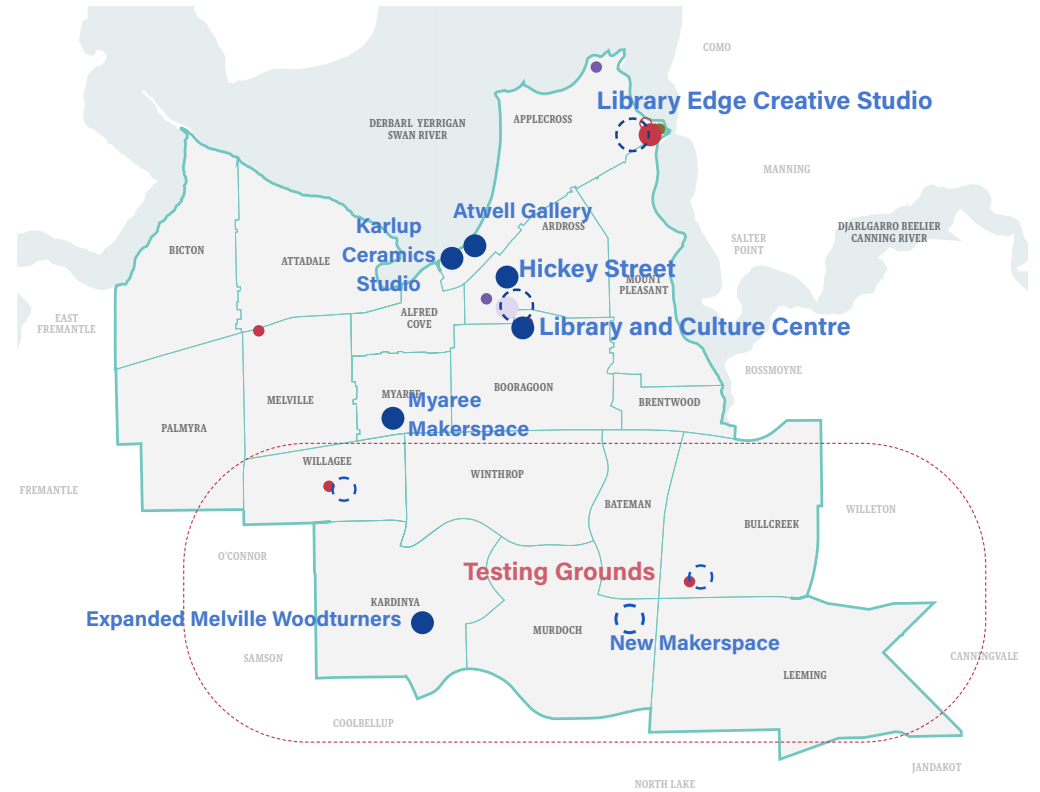 COMO
Library Edge Creative Studio
APPLECROSS
DERBARL YERRIGAN
SWAN RIVER
MANNING
Atwell Gallery
Karlup
Ceramics
Studio
ARDROSS
DJARLGARRO BEELIER
CANNING RIVER
SALTER
POINT
BICTON
ATTADALE
Hickey Street
MOUNT
PLEASANT
ALFRED
COVE
EAST
FREMANTLE
Library and Culture Centre
ROSSMOYNE
BOORAGOON
MYAREE
Myaree
Makerspace
MELVILLE
BRENTWOOD
PALMYRA
WILLAGEE
WINTHROP
FREMANTLE
BATEMAN
WILLETON
BULLCREEK
O'CONNOR
Testing Grounds
KARDINYA
Expanded Melville Woodturners
MURDOCH
New Makerspace
SAMSON
CANNINGVALE
LEEMING
COOLBELLUP
JANDAKOT
NORTH LAKE